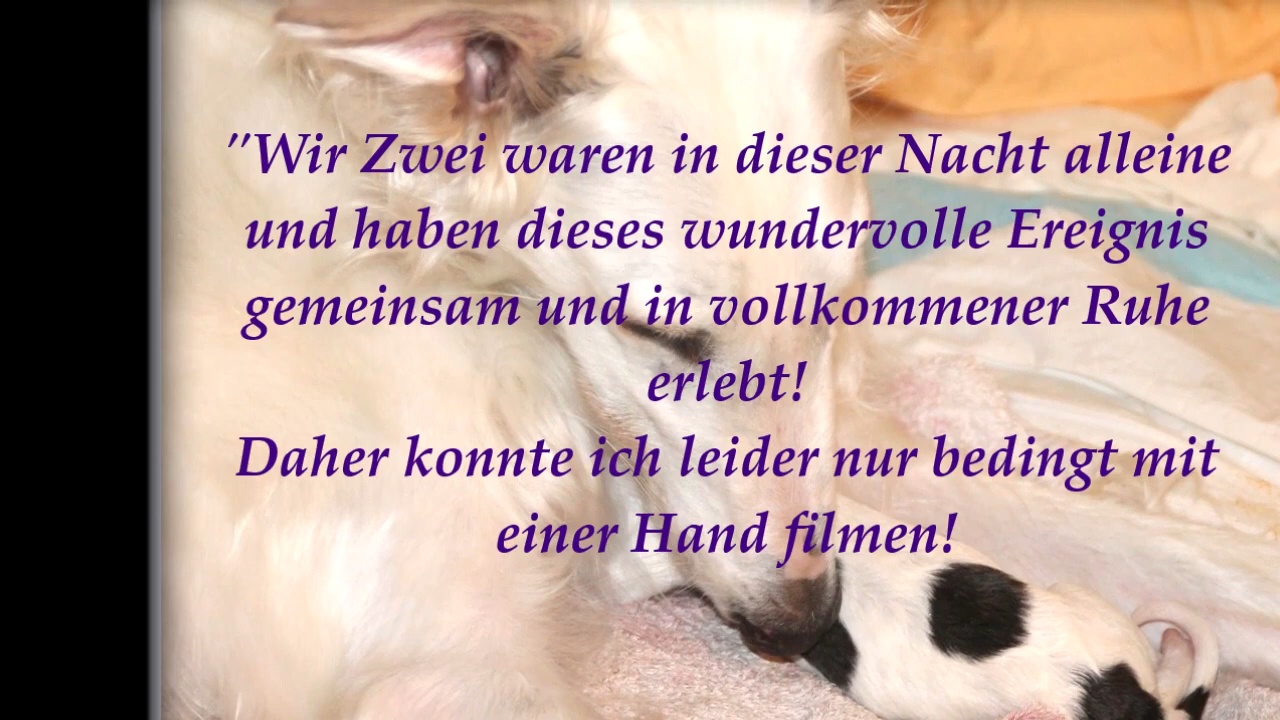 "Wir Zwei waren in dieser Nacht alleine
und haben dieses wundervolle Ereignis
gemeinsam und in vollkommener Ruhe
erlebt!
Daher konnte ich leider nur bedingt mit
einer Hand filmen!